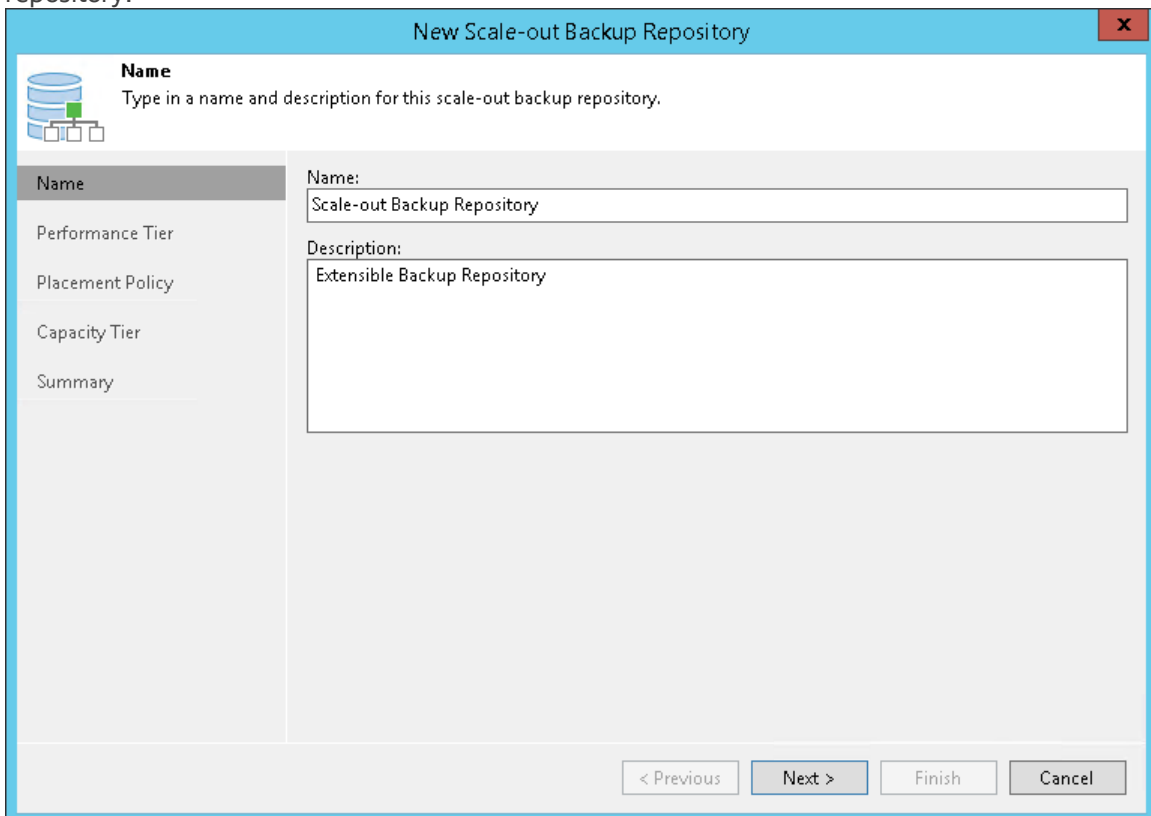 repository.
New Scale-out Backup Repository
x
Name
Type in a name and description for this scale-out backup repository.
Name
Performance Tier
Placement Policy
Capacity Tier
Summary
Name:
Scale-out Backup Repository
Description:
Extensible Backup Repository
< Previous
Next >
Finish
Cancel